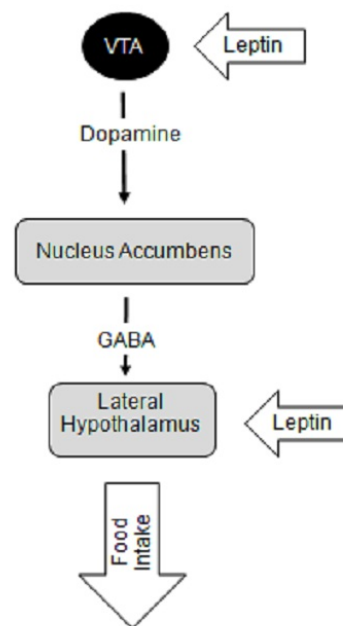 VTA
Leptin
Dopamine
Nucleus Accumbens
GABA
Lateral
Hypothalamus
Leptin
Food
Intake